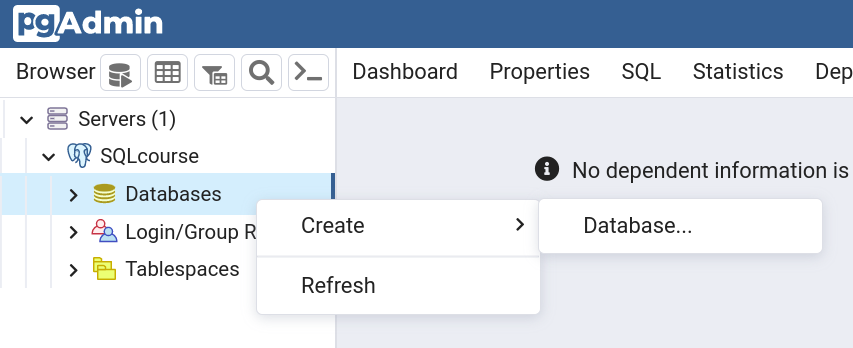 pgAdmin
Browser
Dashboard Properties SQL Statistics Dep
Servers (1)
SQLcourse
No dependent information is
Databases
Create
Database...
Login/Group R
Tablespaces
Refresh